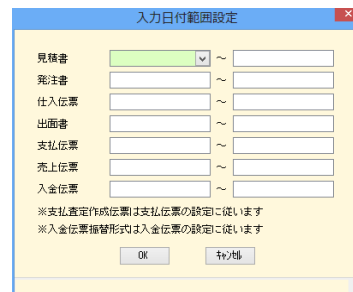 入力日付範囲設定
見積書 ～
発注書 ～
仕入伝票 ～
出面書 ～
支払伝票 ～
売上伝票 ～
入金伝票 ～
※支払査定作成伝票は支払伝票の設定に従います
※入金伝票振替形式は入金伝票の設定に従います
OK ｷｬﾝｾﾙ